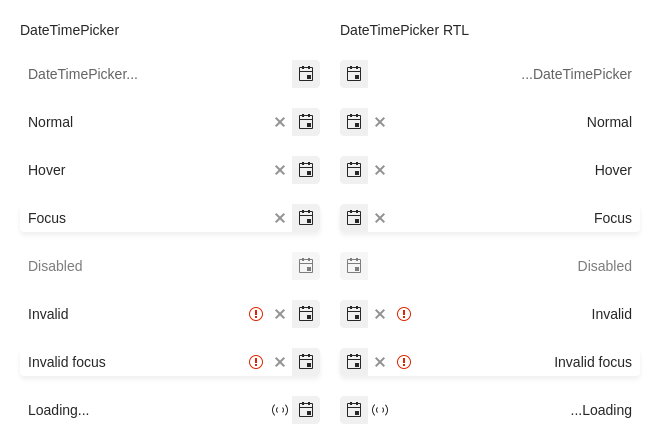 DateTimePicker
DateTimePicker RTL
DateTimePicker...
...DateTimePicker
Normal
Normal
Hover
Hover
Focus
Focus
Disabled
Disabled
Invalid
Invalid
Invalid focus
Invalid focus
Loading...
...Loading